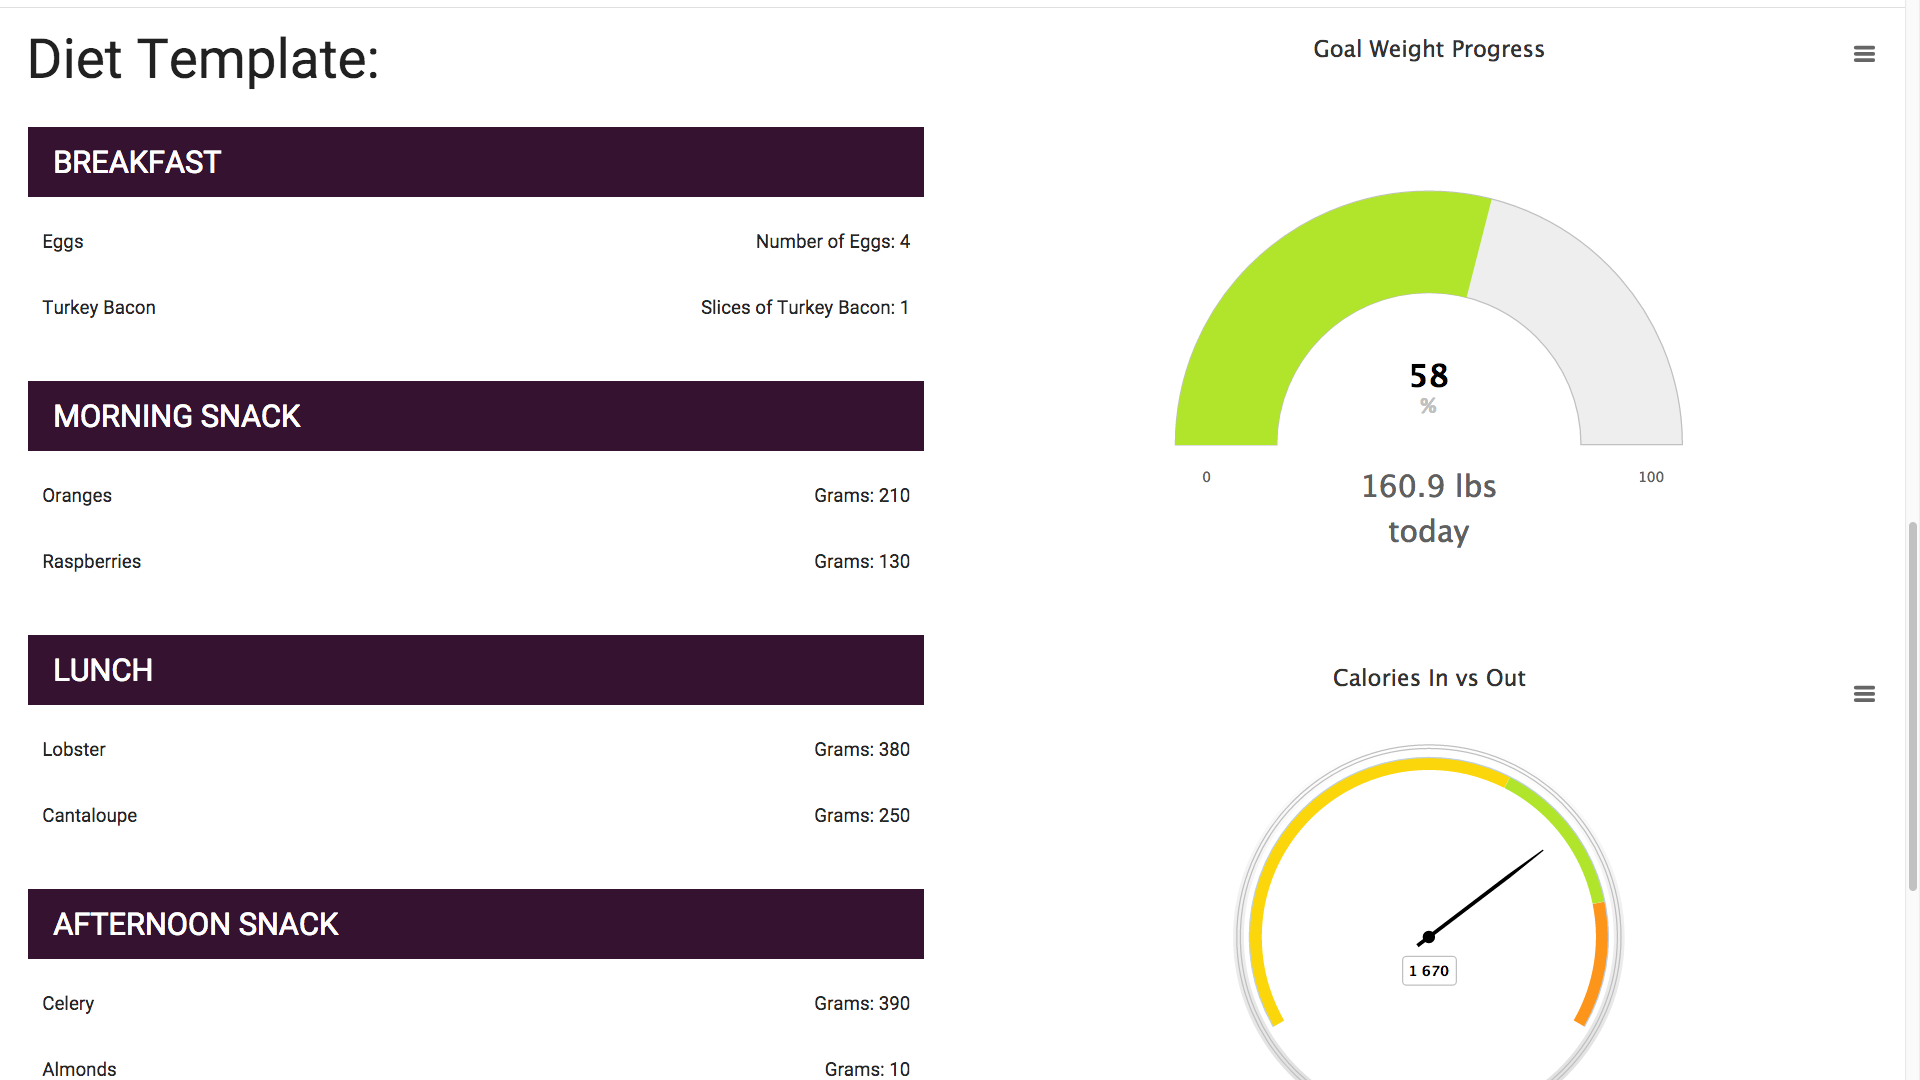 Diet Template:
BREAKFAST
Eggs Number of Eggs: 4
Turkey Bacon Slices of Turkey Bacon: 1
MORNING SNACK
Oranges Grams: 210
Raspberries Grams: 130
LUNCH
Lobster Grams: 380
Cantaloupe Grams: 250
AFTERNOON SNACK
Celery Grams: 390
Almonds Grams: 10
Goal Weight Progress
58
%
0 100
160.9 lbs
today
Calories In vs Out
1 670